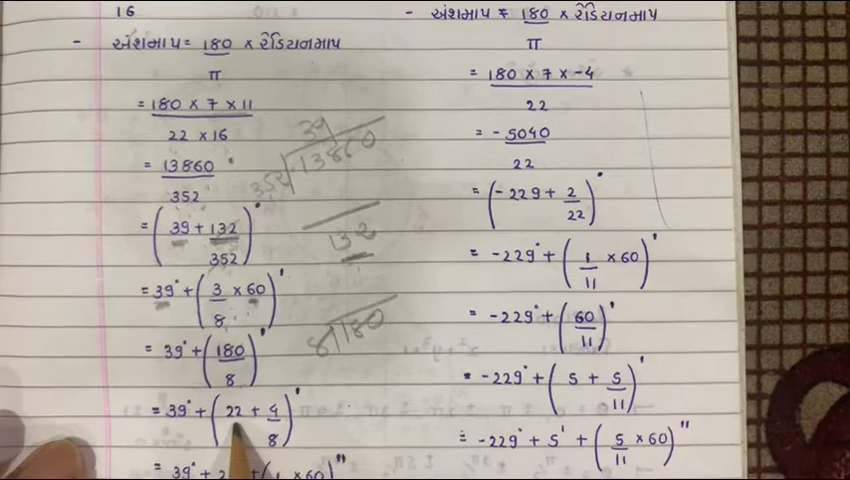 16
- અંશમાપ = 180/π × રેડિયનમાપ
= 180 × 7 × 11 / 22 × 16
= 13860° / 352
= (39 + 132/352)°
= 39° + (3/8 × 60)'
= 39° + (180/8)'
= 39° + (22 + 4/8)'
352 ) 13860
39
132
8 ) 180
- અંશમાપ = 180/π × રેડિયનમાપ
= 180 × 7 × -4 / 22
= -5040 / 22
= (-229 + 2/22)°
= -229° + (1/11 × 60)'
= -229° + (60/11)'
= -229° + (5 + 5/11)'
= -229° + 5' + (5/11 × 60)"